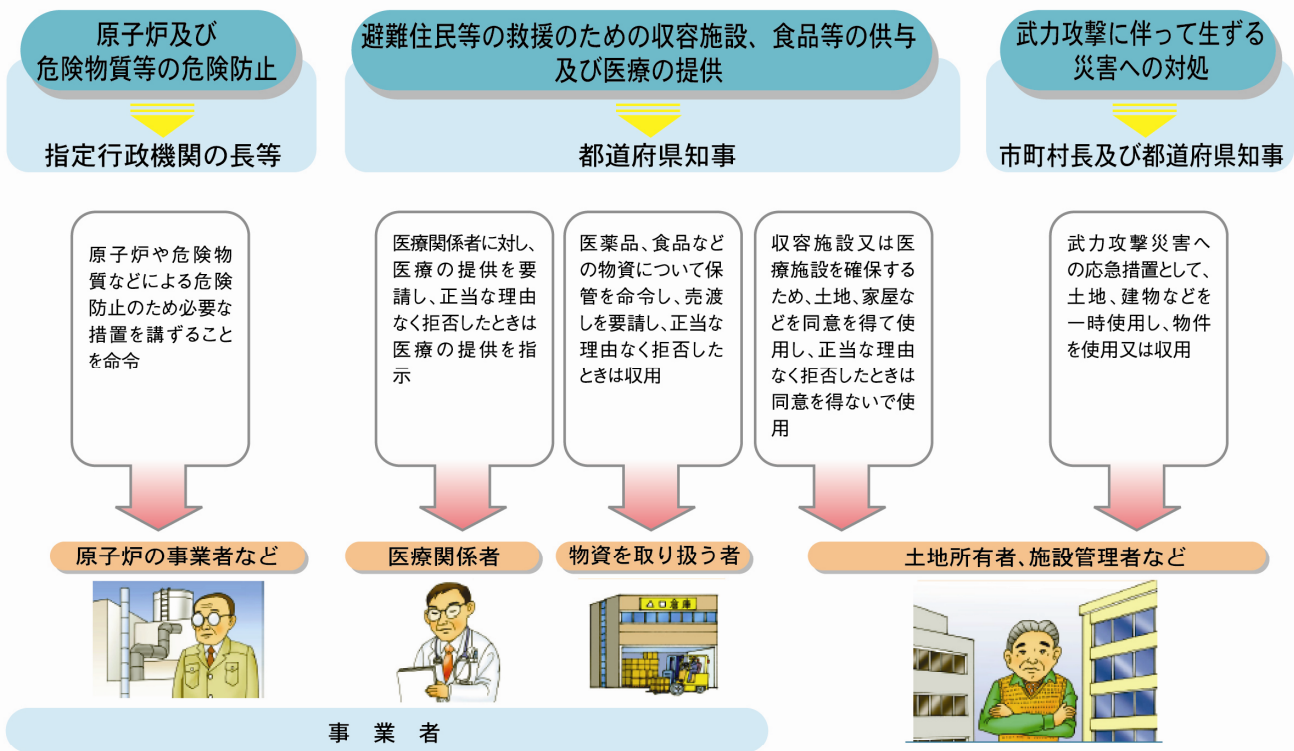 原子炉及び
危険物質等の危険防止
指定行政機関の長等
避難住民等の救援のための収容施設、食品等の供与
及び医療の提供
都道府県知事
武力攻撃に伴って生ずる
災害への対処
市町村長及び都道府県知事
原子炉や危険物
質などによる危険
防止のため必要な
措置を講ずること
を命令
医療関係者に対し、
医療の提供を要
請し、正当な理由
なく拒否したときは
医療の提供を指
示
医薬品、食品など
の物資について保
管を命令し、売渡
しを要請し、正当な
理由なく拒否した
ときは収用
収容施設又は医
療施設を確保する
ため、土地、家屋な
どを同意を得て使
用し、正当な理由
なく拒否したときは
同意を得ないで使
用
武力攻撃災害へ
の応急措置として、
土地、建物などを
一時使用し、物件
を使用又は収用
原子炉の事業者など
医療関係者
物資を取り扱う者
土地所有者、施設管理者など
△口倉庫
事業者